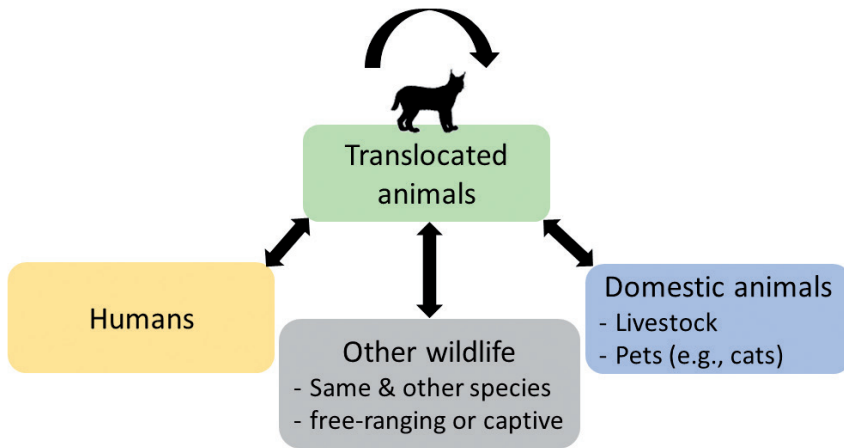 Translocated
animals
Humans
Other wildlife
- Same & other species
- free-ranging or captive
Domestic animals
- Livestock
- Pets (e.g., cats)